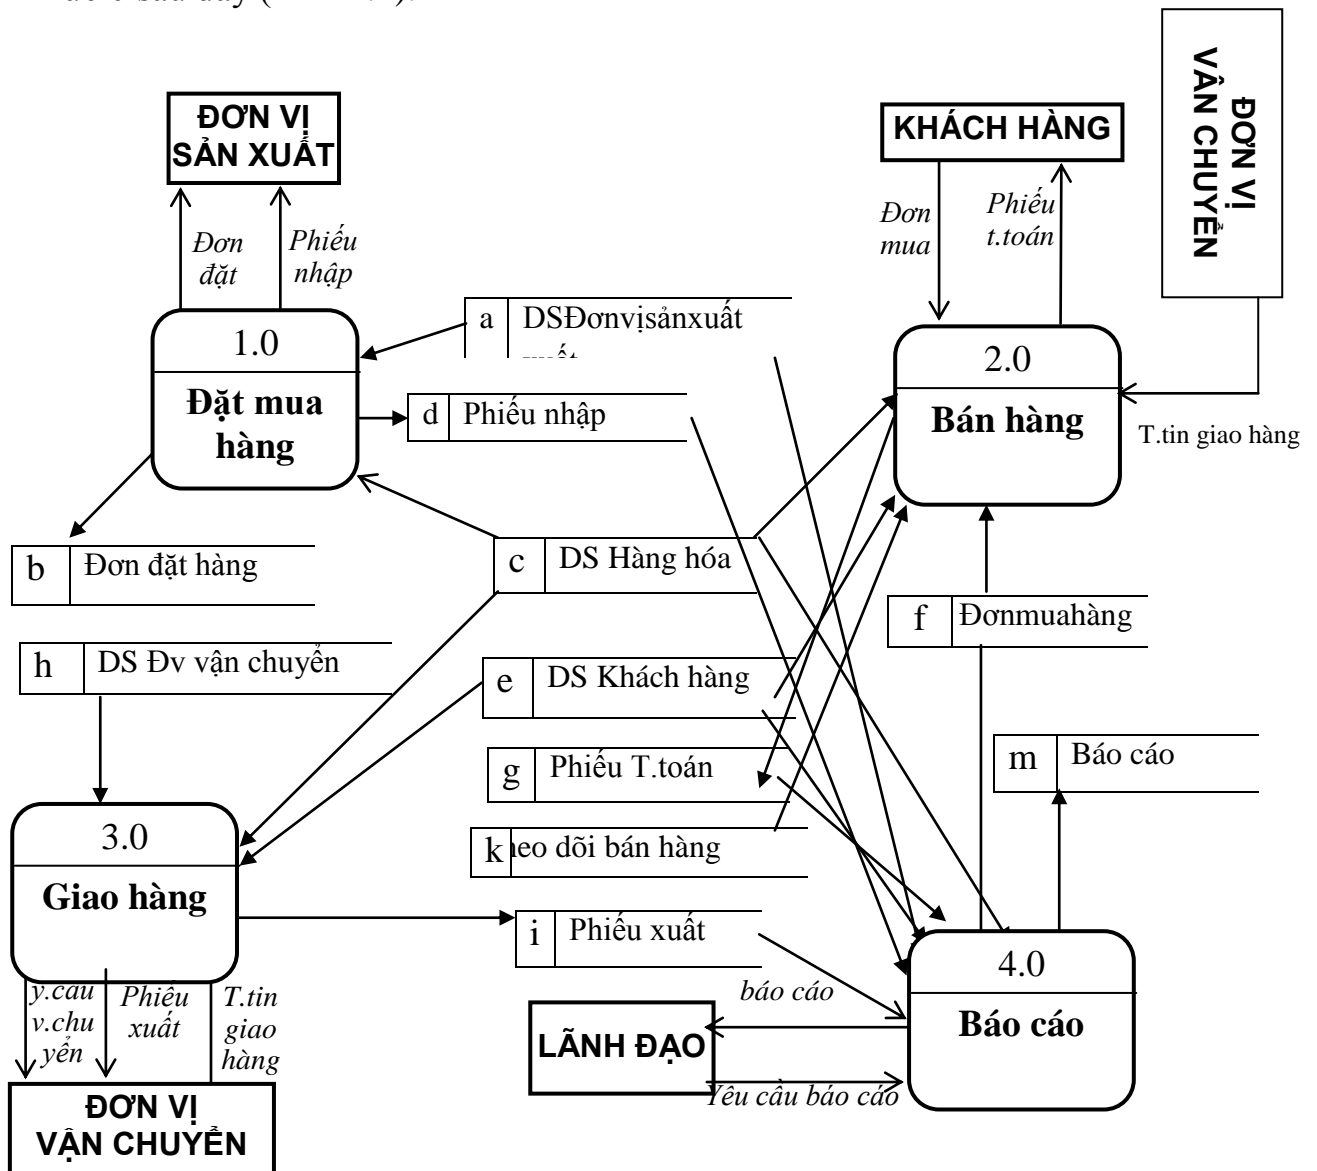 ĐƠN VỊ
SẢN XUẤT
KHÁCH HÀNG
ĐƠN VỊ
VÂN CHUYỂN
Đơn
đặt
Phiếu
nhập
Đơn
mua
Phiếu
t.toán
1.0
Đặt mua
hàng
a DSĐơnvịsảnxuất
d Phiếu nhập
2.0
Bán hàng
T.tin giao hàng
b Đơn đặt hàng
c DS Hàng hóa
f Đơnmuahàng
h DS Đv vận chuyển
e DS Khách hàng
g Phiếu T.toán
m Báo cáo
k heo dõi bán hàng
3.0
Giao hàng
i Phiếu xuất
4.0
Báo cáo
y.cau
v.chu
yển
Phiếu
xuất
T.tin
giao
hàng
báo cáo
LÃNH ĐẠO
Yêu cầu báo cáo
ĐƠN VỊ
VẬN CHUYỂN